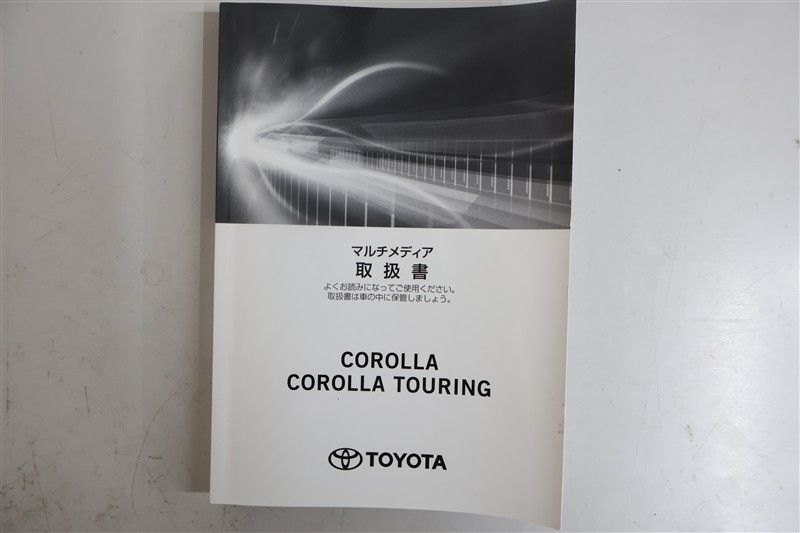 マルチメディア
取扱書
よくお読みになってご使用ください。
取扱書は車の中に保管しましょう。
COROLLA
COROLLA TOURING
TOYOTA